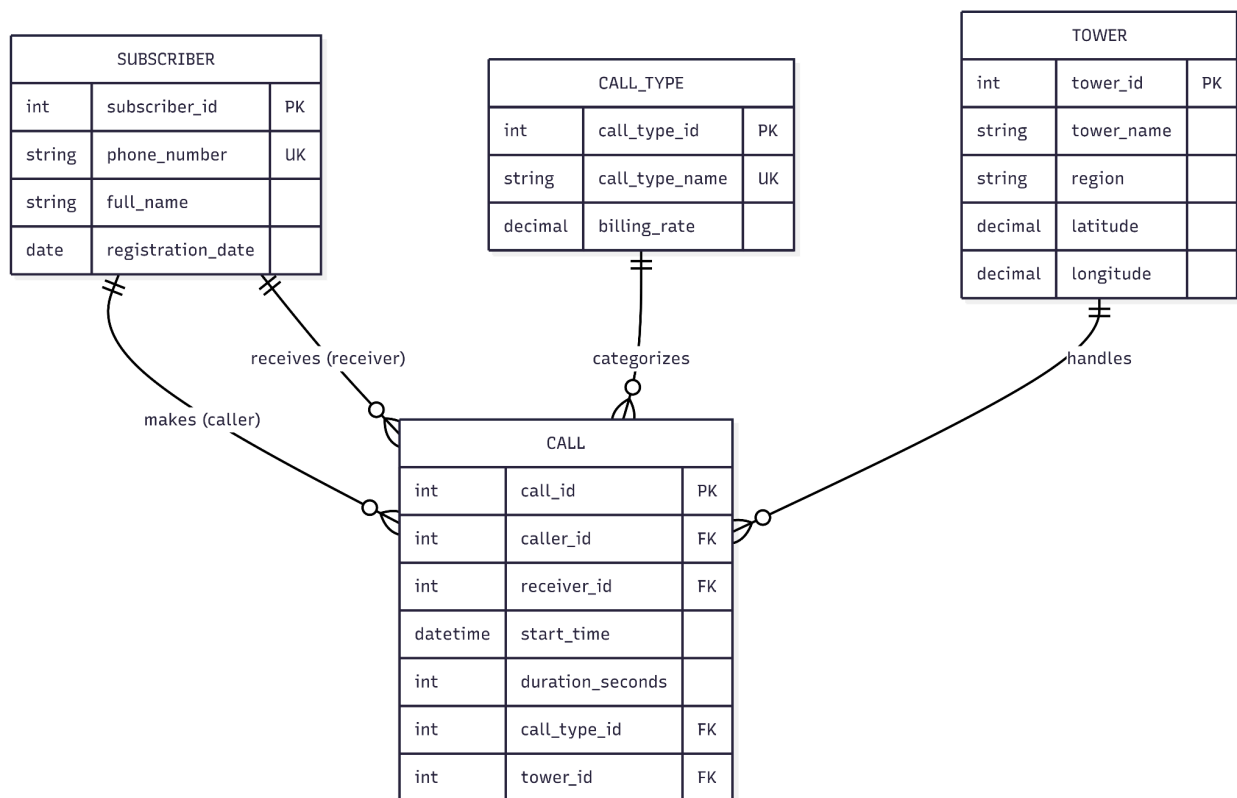 SUBSCRIBER
int subscriber_id PK
string phone_number UK
string full_name
date registration_date
CALL_TYPE
int call_type_id PK
string call_type_name UK
decimal billing_rate
TOWER
int tower_id PK
string tower_name
string region
decimal latitude
decimal longitude
receives (receiver)
categorizes
handles
makes (caller)
CALL
int call_id PK
int caller_id FK
int receiver_id FK
datetime start_time
int duration_seconds
int call_type_id FK
int tower_id FK